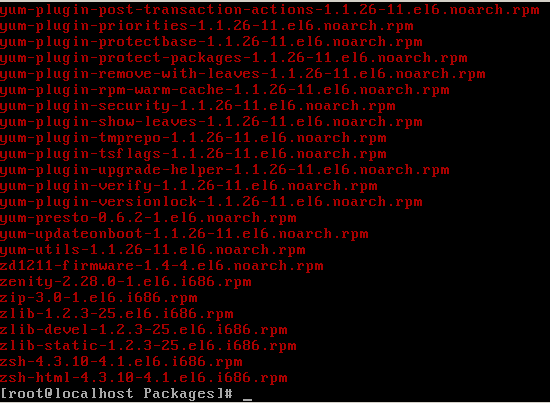 yum-plugin-post-transaction-actions-1.1.26-11.el6.noarch.rpm
yum-plugin-priorities-1.1.26-11.el6.noarch.rpm
yum-plugin-protectbase-1.1.26-11.el6.noarch.rpm
yum-plugin-protect-packages-1.1.26-11.el6.noarch.rpm
yum-plugin-remove-with-leaves-1.1.26-11.el6.noarch.rpm
yum-plugin-rpm-warm-cache-1.1.26-11.el6.noarch.rpm
yum-plugin-security-1.1.26-11.el6.noarch.rpm
yum-plugin-show-leaves-1.1.26-11.el6.noarch.rpm
yum-plugin-tmprepo-1.1.26-11.el6.noarch.rpm
yum-plugin-tsflags-1.1.26-11.el6.noarch.rpm
yum-plugin-upgrade-helper-1.1.26-11.el6.noarch.rpm
yum-plugin-verify-1.1.26-11.el6.noarch.rpm
yum-plugin-versionlock-1.1.26-11.el6.noarch.rpm
yum-presto-0.6.2-1.el6.noarch.rpm
yum-updateonboot-1.1.26-11.el6.noarch.rpm
yum-utils-1.1.26-11.el6.noarch.rpm
zd1211-firmware-1.4-4.el6.noarch.rpm
zenity-2.28.0-1.el6.i686.rpm
zip-3.0-1.el6.i686.rpm
zlib-1.2.3-25.el6.i686.rpm
zlib-devel-1.2.3-25.el6.i686.rpm
zlib-static-1.2.3-25.el6.i686.rpm
zsh-4.3.10-4.1.el6.i686.rpm
zsh-html-4.3.10-4.1.el6.i686.rpm
[root@localhost Packages]# _